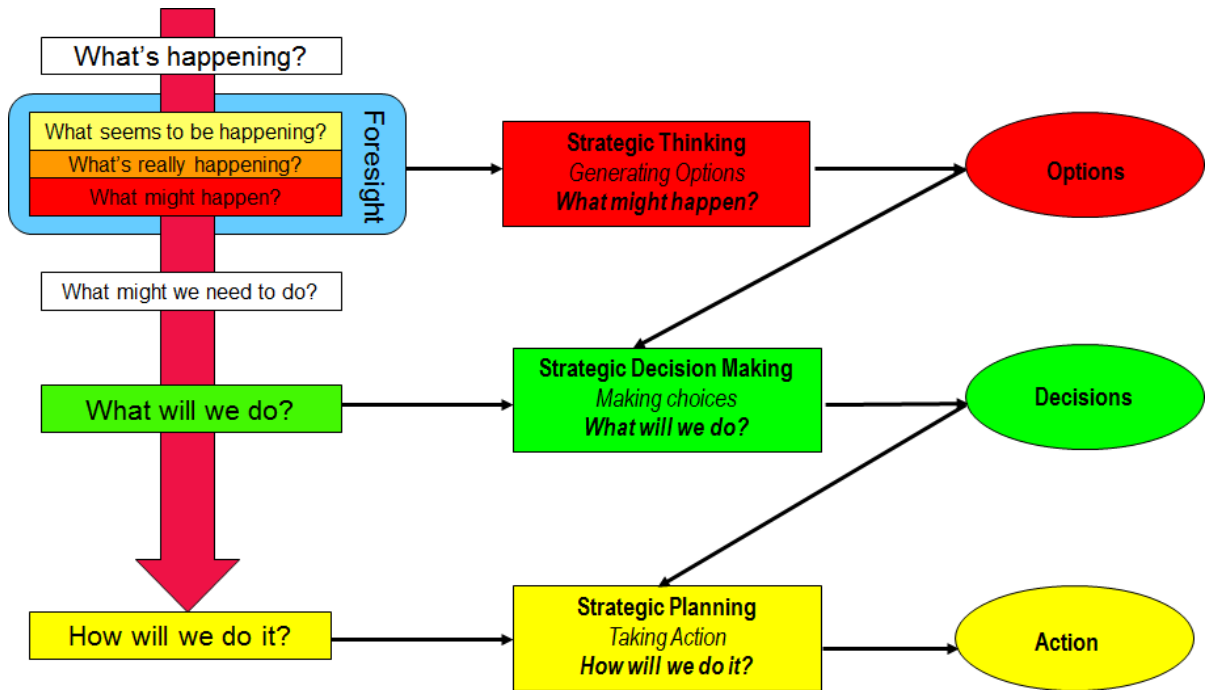 What's happening?
What seems to be happening?
What's really happening?
What might happen?
Foresight
Strategic Thinking
Generating Options
What might happen?
Options
What might we need to do?
What will we do?
Strategic Decision Making
Making choices
What will we do?
Decisions
How will we do it?
Strategic Planning
Taking Action
How will we do it?
Action